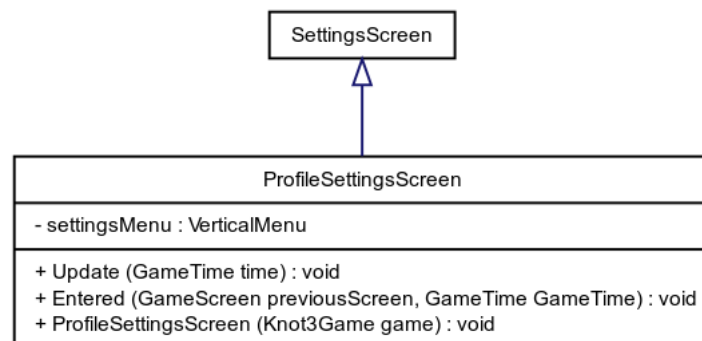 SettingsScreen
ProfileSettingsScreen
- settingsMenu : VerticalMenu
+ Update (GameTime time) : void
+ Entered (GameScreen previousScreen, GameTime GameTime) : void
+ ProfileSettingsScreen (Knot3Game game) : void